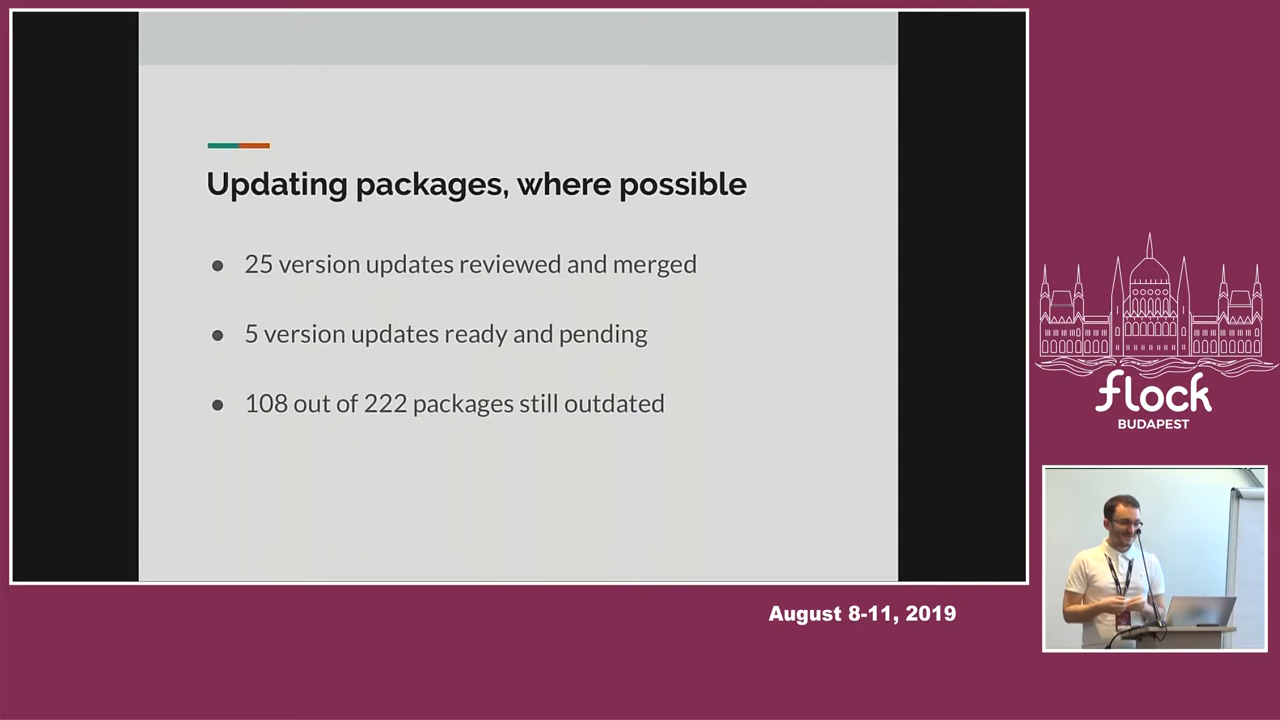 Updating packages, where possible
● 25 version updates reviewed and merged
● 5 version updates ready and pending
● 108 out of 222 packages still outdated
flock
BUDAPEST
August 8-11, 2019